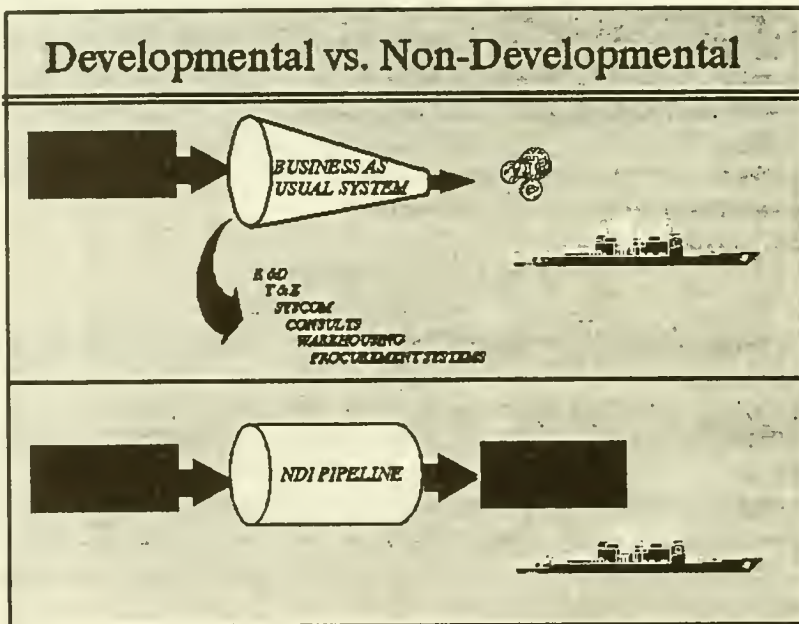 Developmental vs. Non-Developmental
BUSINESS AS
USUAL SYSTEM
R&D
T&E
SYSCOM
CONSULTS
WAREHOUSING
PROCUREMENT SYSTEMS
NDI PIPELINE